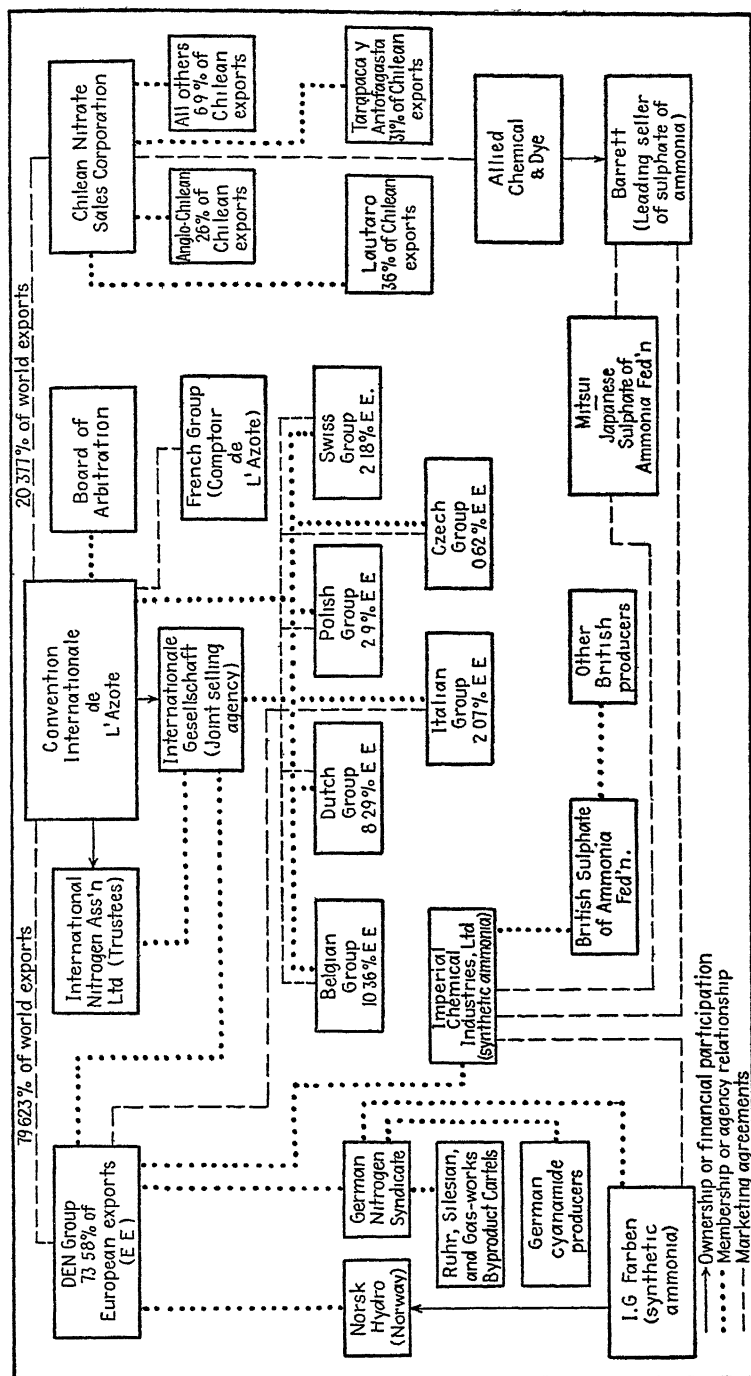 79 623% of world exports
20 377% of world exports
DEN Group
73 58% of
European exports
(E E)
International
Nitrogen Ass'n
Ltd (Trustees)
Convention
Internationale
de
L'Azote
Board of
Arbitration
Chilean Nitrate
Sales Corporation
Internationale
Gesellschaft
(Joint selling
agency)
French Group
(Comptoir
de
L'Azote)
Anglo-Chilean
26% of
Chilean
exports
All others
6 9% of
Chilean
exports
Lautaro
36% of Chilean
exports
Tarapaca y
Antofagasta
31% of Chilean
exports
Belgian
Group
10 36% E E
Dutch
Group
8 29% E E
Polish
Group
2 9% E E
Swiss
Group
2 18% E E.
Italian
Group
2 07% E E
Czech
Group
0 62% E E
Norsk
Hydro
(Norway)
German
Nitrogen
Syndicate
Ruhr, Silesian,
and Gas-works
Byproduct Cartels
German
cyanamide
producers
Imperial
Chemical
Industries, Ltd
(synthetic ammonia)
Allied
Chemical
& Dye
British Sulphate
of Ammonia
Fed'n.
Other
British
producers
Mitsui
Japanese
Sulphate of
Ammonia Fed'n
Barrett
(Leading seller
of sulphate of
ammonia)
I.G Farben
(synthetic
ammonia)
Ownership or financial participation
Membership or agency relationship
Marketing agreements